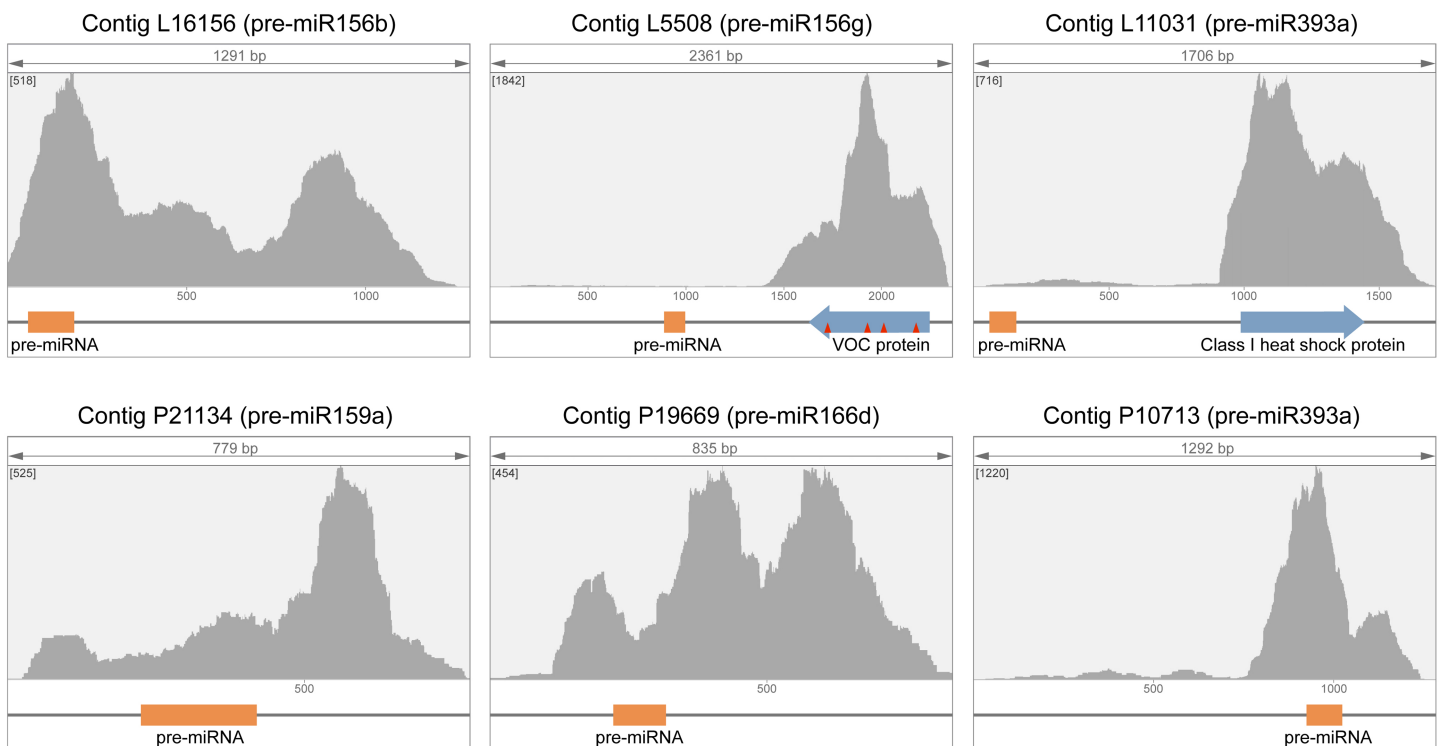 Contig L16156 (pre-miR156b)
1291 bp
[518]
500 1000
pre-miRNA
Contig L5508 (pre-miR156g)
2361 bp
[1842]
500 1000 1500 2000
pre-miRNA VOC protein
Contig L11031 (pre-miR393a)
1706 bp
[716]
500 1000 1500
pre-miRNA Class I heat shock protein
Contig P21134 (pre-miR159a)
779 bp
[525]
500
pre-miRNA
Contig P19669 (pre-miR166d)
835 bp
[454]
500
pre-miRNA
Contig P10713 (pre-miR393a)
1292 bp
[1220]
500 1000
pre-miRNA